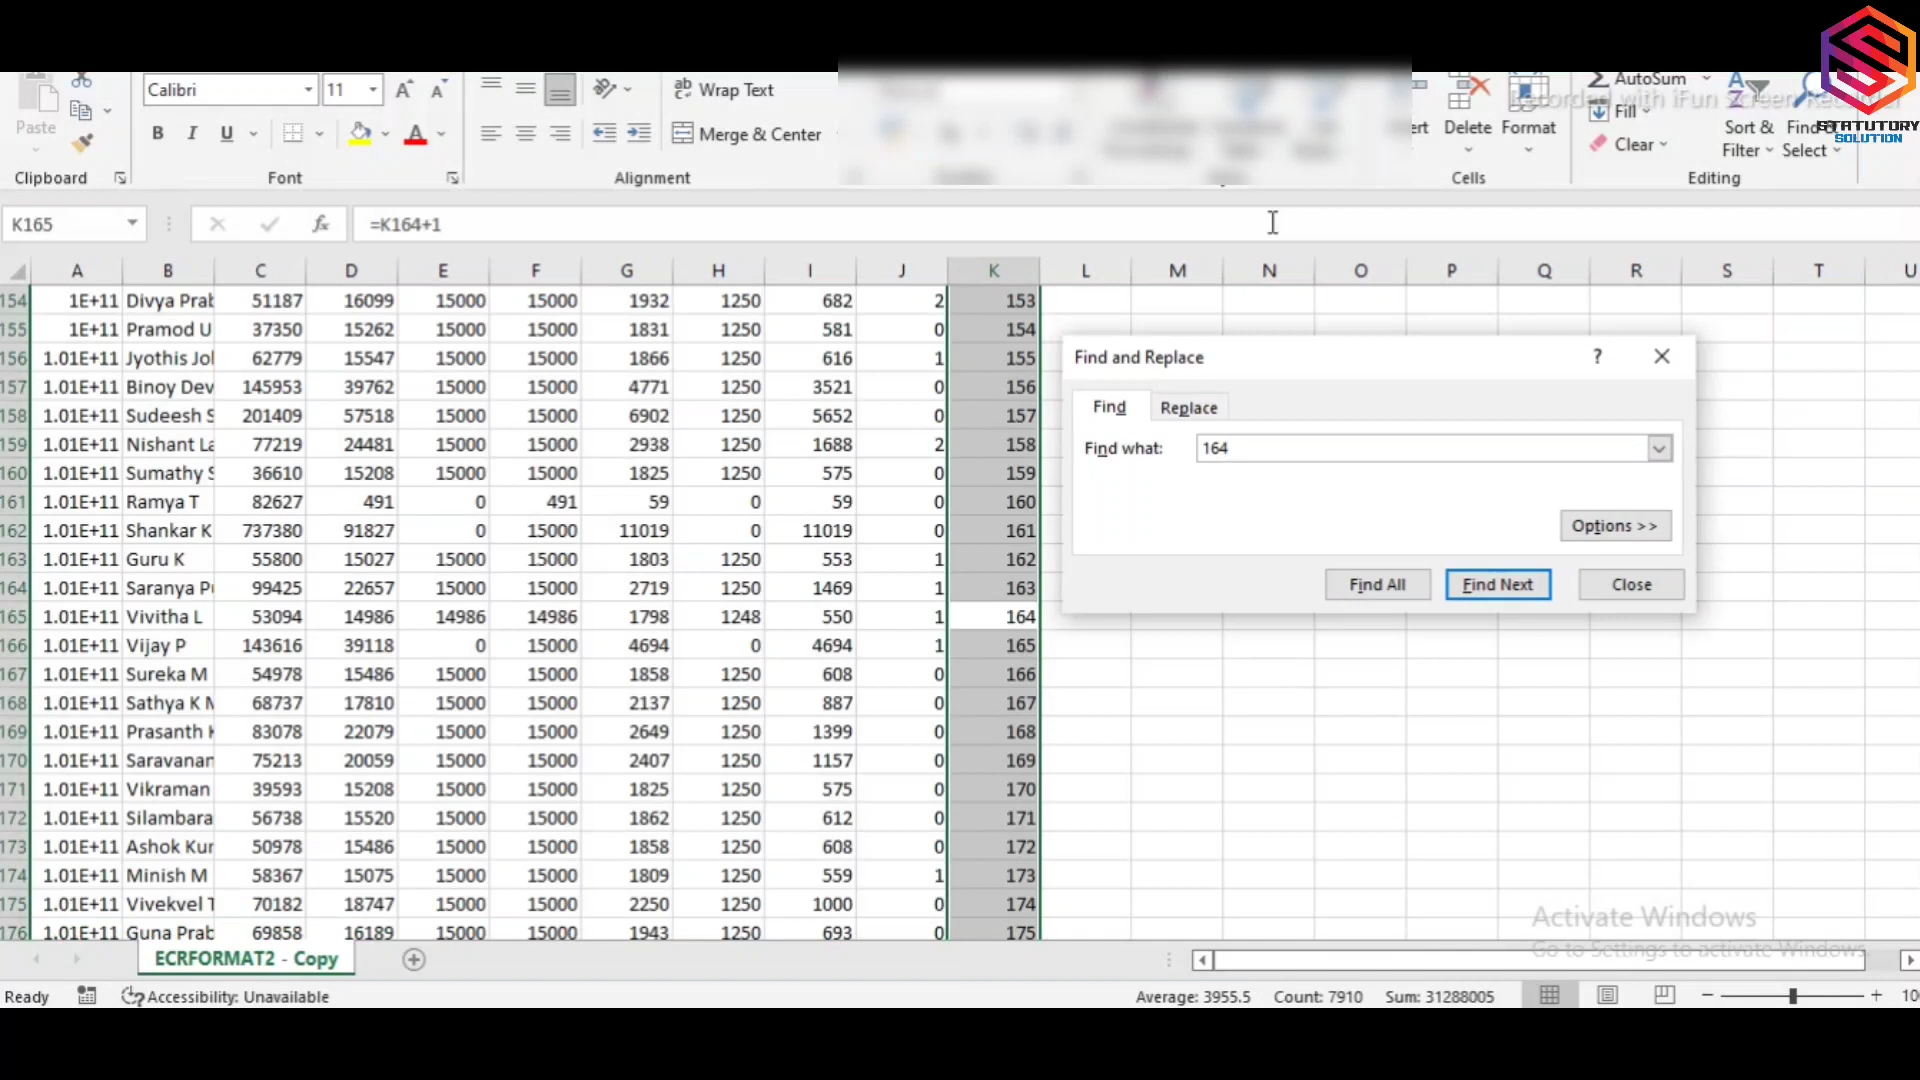 Calibri 11 Wrap Text AutoSum
Recorded with iFun Screen Recorder
Paste B I U Merge & Center Delete Format Fill Clear Sort & Filter Find & Select
STATUTORY
SOLUTION
Clipboard Font Alignment Cells Editing
K165 fx =K164+1
A B C D E F G H I J K L M N O P Q R S T U
154 1E+11 Divya Prab 51187 16099 15000 15000 1932 1250 682 2 153
155 1E+11 Pramod U 37350 15262 15000 15000 1831 1250 581 0 154
156 1.01E+11 Jyothis Jol 62779 15547 15000 15000 1866 1250 616 1 155
157 1.01E+11 Binoy Dev 145953 39762 15000 15000 4771 1250 3521 0 156
158 1.01E+11 Sudeesh S 201409 57518 15000 15000 6902 1250 5652 0 157
159 1.01E+11 Nishant La 77219 24481 15000 15000 2938 1250 1688 2 158
160 1.01E+11 Sumathy S 36610 15208 15000 15000 1825 1250 575 0 159
161 1.01E+11 Ramya T 82627 491 0 491 59 0 59 0 160
162 1.01E+11 Shankar K 737380 91827 0 15000 11019 0 11019 0 161
163 1.01E+11 Guru K 55800 15027 15000 15000 1803 1250 553 1 162
164 1.01E+11 Saranya Pu 99425 22657 15000 15000 2719 1250 1469 1 163
165 1.01E+11 Vivitha L 53094 14986 14986 14986 1798 1248 550 1 164
166 1.01E+11 Vijay P 143616 39118 0 15000 4694 0 4694 1 165
167 1.01E+11 Sureka M 54978 15486 15000 15000 1858 1250 608 0 166
168 1.01E+11 Sathya K M 68737 17810 15000 15000 2137 1250 887 0 167
169 1.01E+11 Prasanth K 83078 22079 15000 15000 2649 1250 1399 0 168
170 1.01E+11 Saravanan 75213 20059 15000 15000 2407 1250 1157 0 169
171 1.01E+11 Vikraman 39593 15208 15000 15000 1825 1250 575 0 170
172 1.01E+11 Silambara 56738 15520 15000 15000 1862 1250 612 0 171
173 1.01E+11 Ashok Kur 50978 15486 15000 15000 1858 1250 608 0 172
174 1.01E+11 Minish M 58367 15075 15000 15000 1809 1250 559 1 173
175 1.01E+11 Vivekvel T 70182 18747 15000 15000 2250 1250 1000 0 174
176 1.01E+11 Guna Prab 69858 16189 15000 15000 1943 1250 693 0 175
Find and Replace ?
Find Replace
Find what: 164
Options >>
Find All Find Next Close
Activate Windows
Go to Settings to activate Windows.
ECRFORMAT2 - Copy
Ready Accessibility: Unavailable Average: 3955.5 Count: 7910 Sum: 31288005 10